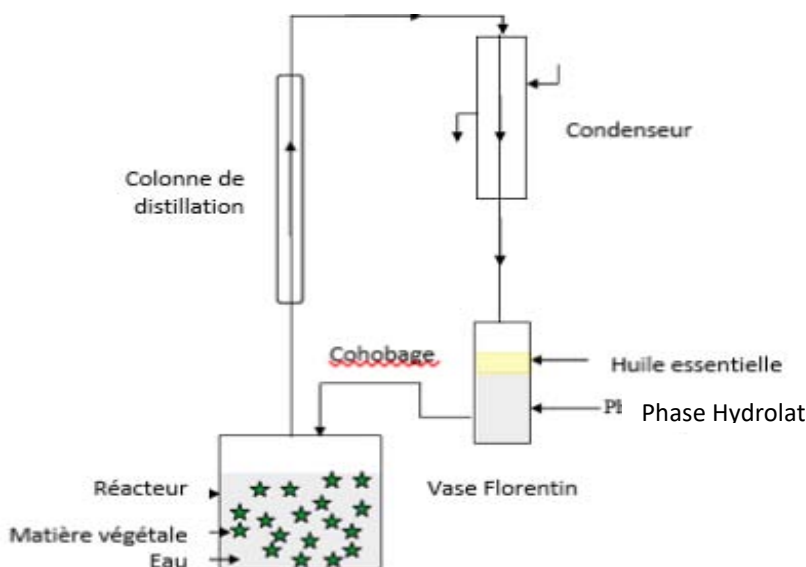 Condenseur
Colonne de
distillation
Cohobage
Huile essentielle
Phase Hydrolat
Réacteur
Vase Florentin
Matière végétale
Eau